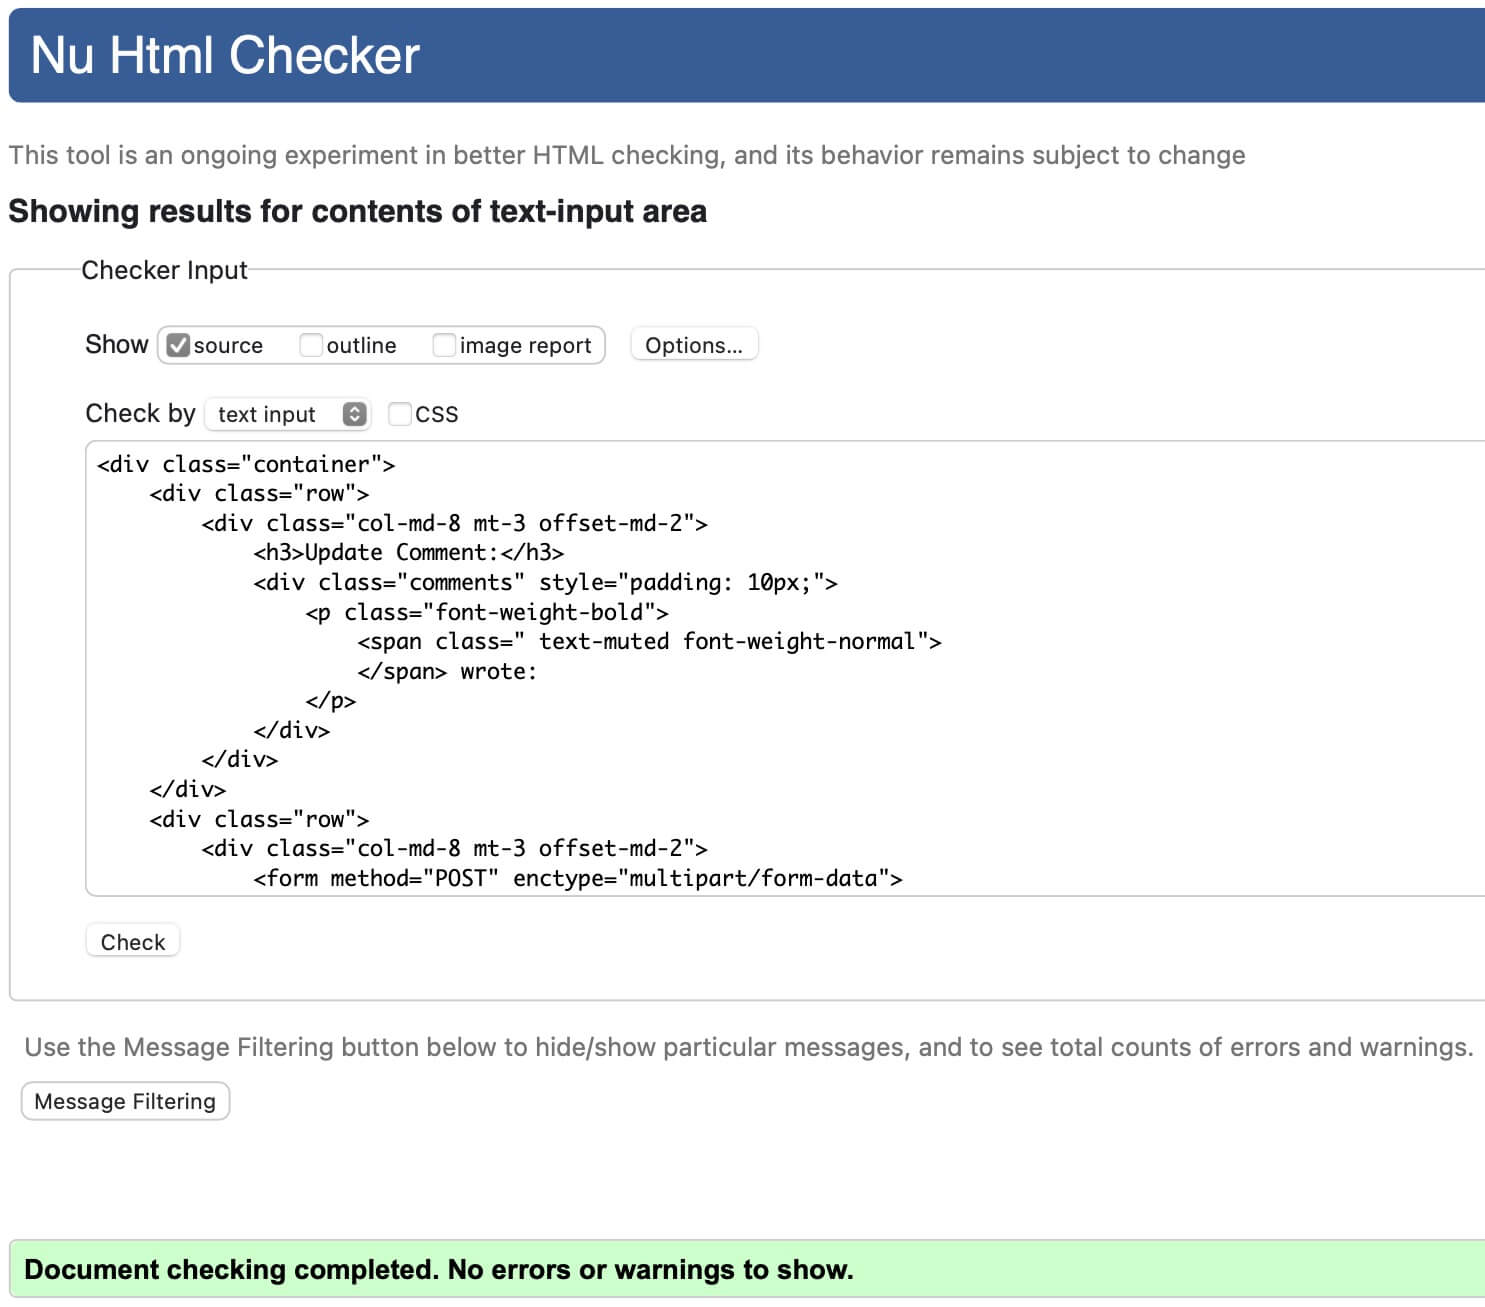 Nu Html Checker
This tool is an ongoing experiment in better HTML checking, and its behavior remains subject to change
Showing results for contents of text-input area
Checker Input
Show source outline image report Options...
Check by text input CSS
<div class="container">
    <div class="row">
        <div class="col-md-8 mt-3 offset-md-2">
            <h3>Update Comment:</h3>
            <div class="comments" style="padding: 10px;">
                <p class="font-weight-bold">
                    <span class=" text-muted font-weight-normal">
                    </span> wrote:
                </p>
            </div>
        </div>
    </div>
    <div class="row">
        <div class="col-md-8 mt-3 offset-md-2">
            <form method="POST" enctype="multipart/form-data">
Check
Use the Message Filtering button below to hide/show particular messages, and to see total counts of errors and warnings.
Message Filtering
Document checking completed. No errors or warnings to show.